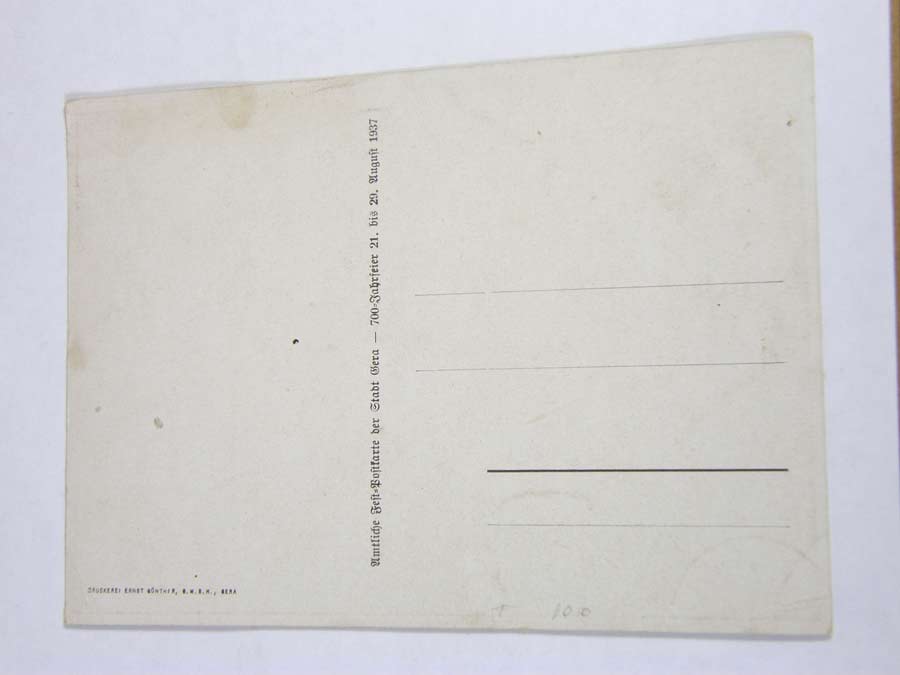 Amtliche Fest-Postkarte der Stadt Gera — 700-Jahrfeier 21. bis 29. August 1937
DRUCKEREI ERNST GÜNTHER, G.M.B.H., GERA